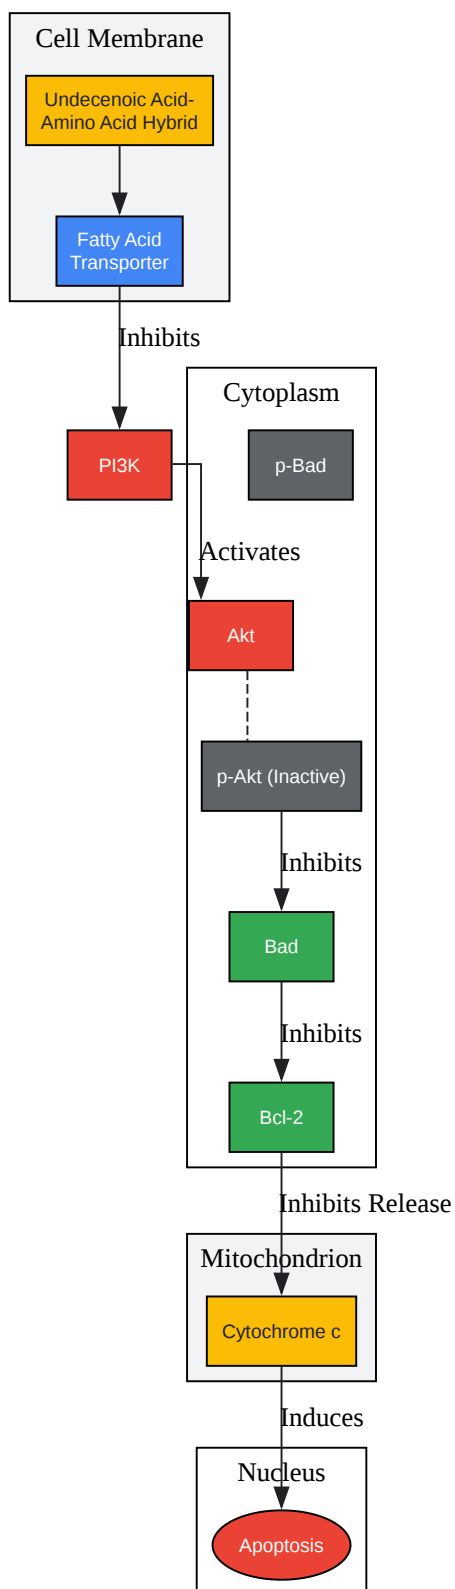 Cell Membrane
Undecenoic Acid-
Amino Acid Hybrid
Fatty Acid
Transporter
Inhibits
Cytoplasm
PI3K
p-Bad
Activates
Akt
p-Akt (Inactive)
Inhibits
Bad
Inhibits
Bcl-2
Inhibits Release
Mitochondrion
Cytochrome c
Induces
Nucleus
Apoptosis